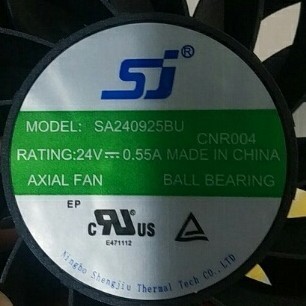 SJ®
MODEL: SA240925BU
CNR004
RATING:24V⎓0.55A MADE IN CHINA
AXIAL FAN BALL BEARING
EP
c RU US
E471112
Ningbo Shengjiu Thermal Tech CO., LTD